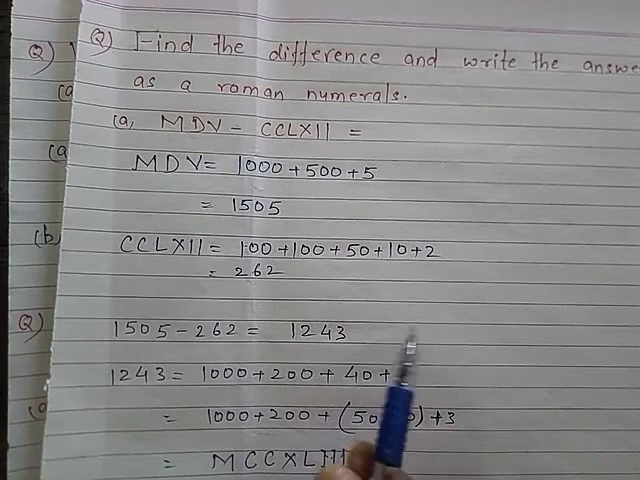 Q)
(a
(a
(b
Q)
(a
Q) Find the difference and write the answe
as a roman numerals.
(a, MDV - CCLXII =
MDV = 1000 + 500 + 5
= 1505
CCLXII = 100 + 100 + 50 + 10 + 2
= 262
1505 - 262 = 1243
1243 = 1000 + 200 + 40 +
= 1000 + 200 + (50 ) + 3
= MCCXLIII